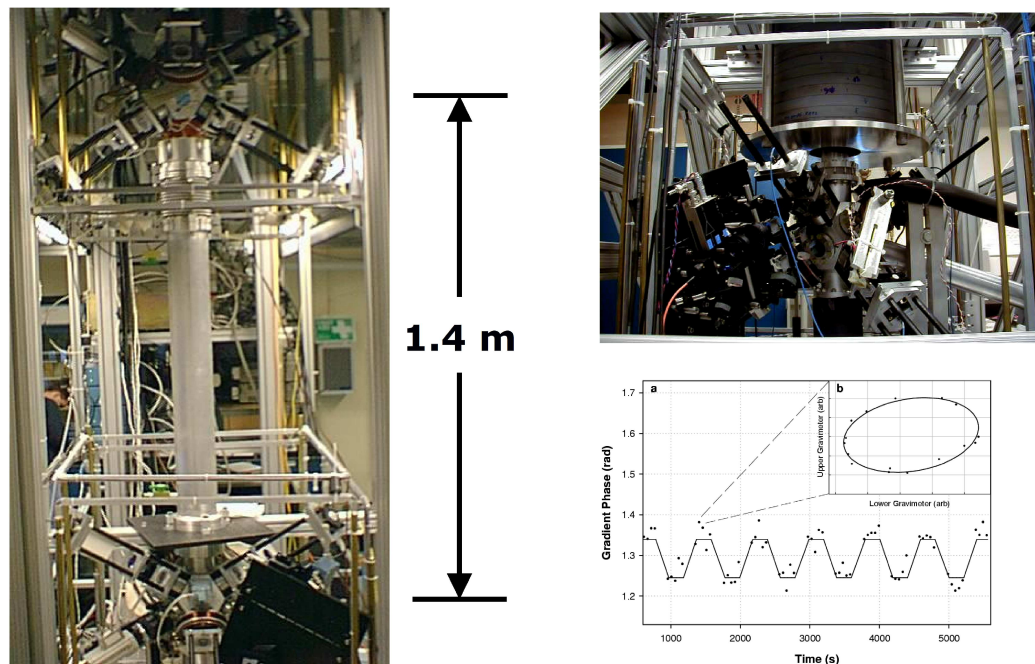 1.4 m
a
b
Upper Gravimotor (arb)
Lower Gravimotor (arb)
Gradient Phase (rad)
1.7
1.6
1.5
1.4
1.3
1.2
1000
2000
3000
4000
5000
Time (s)